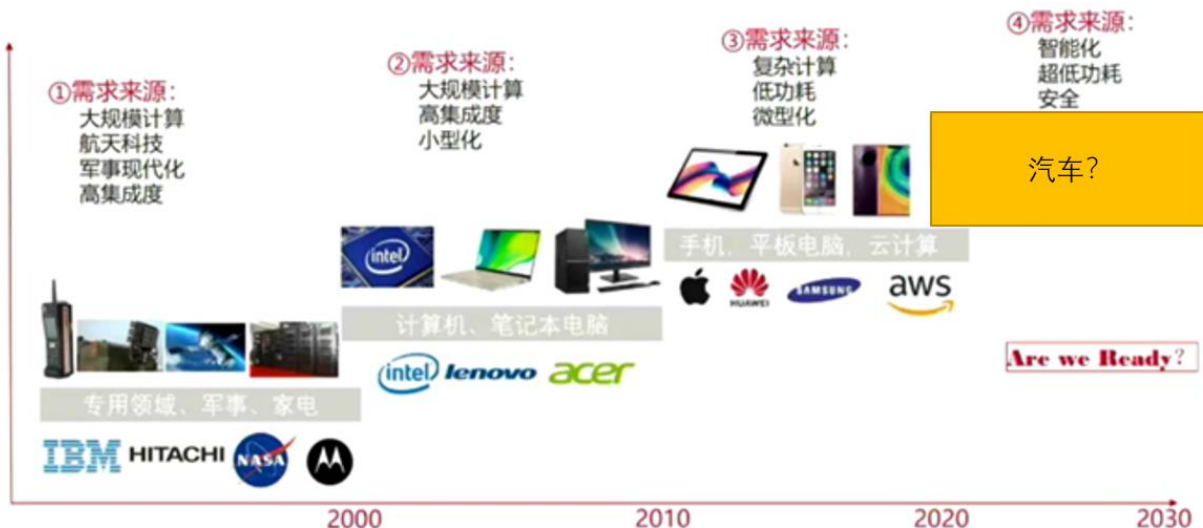 ①需求来源：
大规模计算
航天科技
军事现代化
高集成度
专用领域、军事、家电
IBM HITACHI NASA
②需求来源：
大规模计算
高集成度
小型化
intel
计算机、笔记本电脑
intel lenovo acer
③需求来源：
复杂计算
低功耗
微型化
手机、平板电脑、云计算
HUAWEI SAMSUNG aws
④需求来源：
智能化
超低功耗
安全
汽车？
Are we Ready?
2000 2010 2020 2030